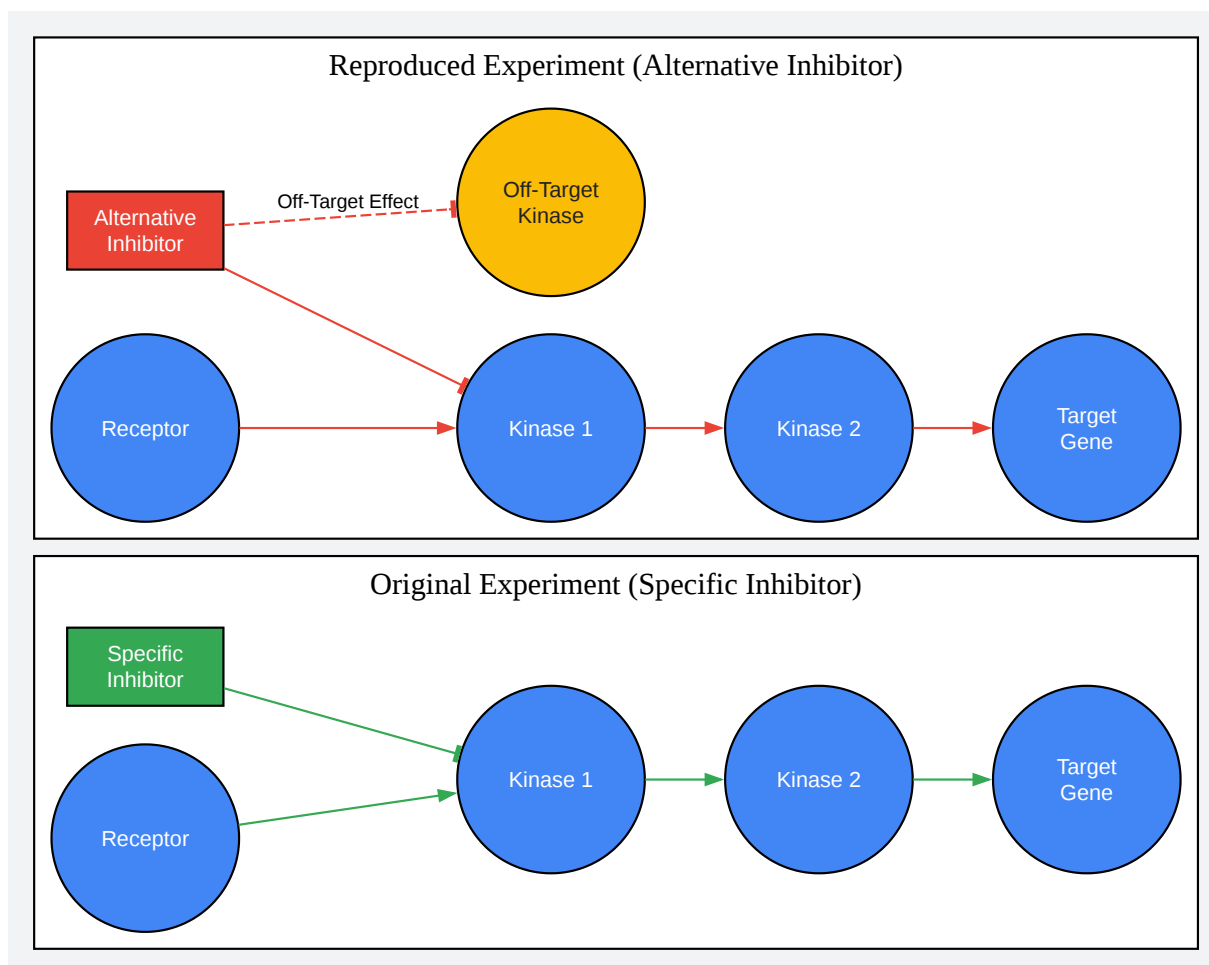 Reproduced Experiment (Alternative Inhibitor)
Off-Target Effect
Off-Target
Kinase
Alternative
Inhibitor
Receptor
Kinase 1
Kinase 2
Target
Gene
Original Experiment (Specific Inhibitor)
Specific
Inhibitor
Receptor
Kinase 1
Kinase 2
Target
Gene